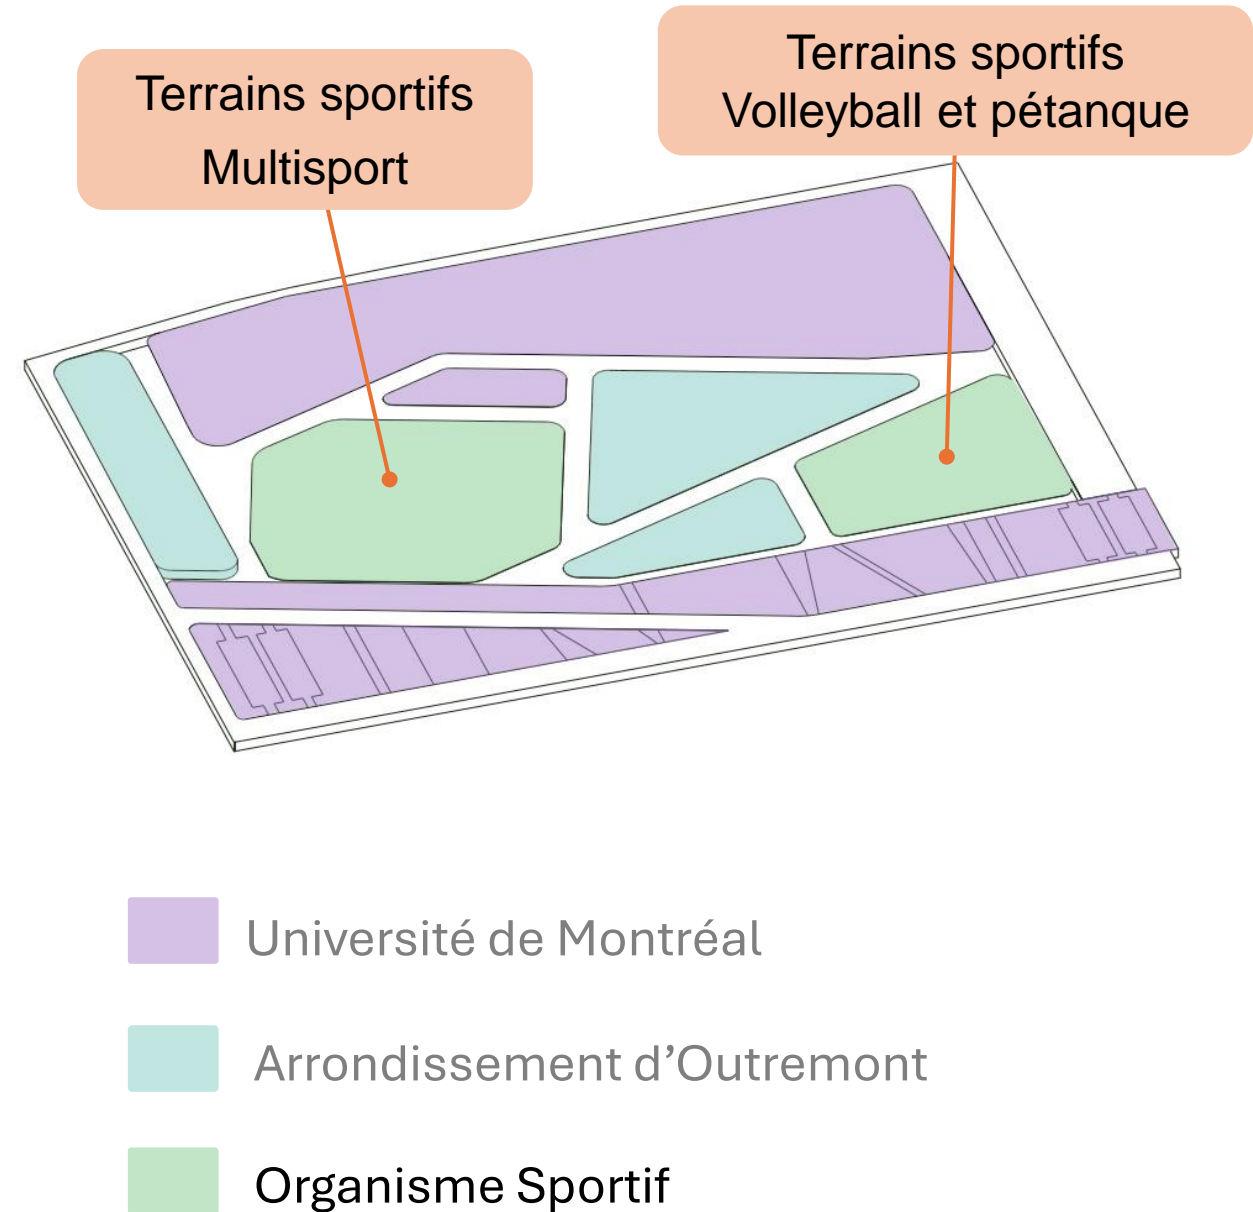 Terrains sportifs
Multisport
Terrains sportifs
Volleyball et pétanque
Université de Montréal
Arrondissement d’Outremont
Organisme Sportif